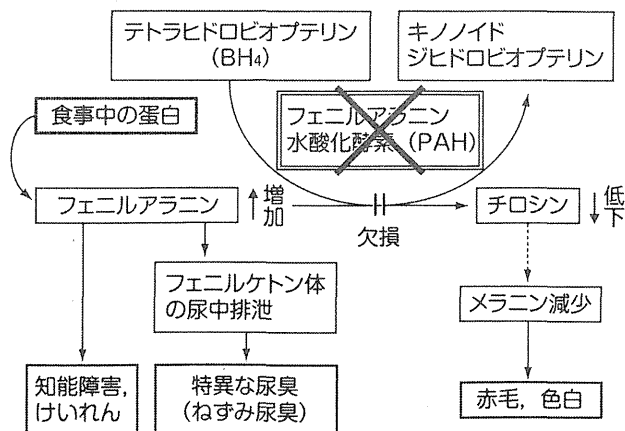 テトラヒドロビオプテリン
(BH₄)
キノノイド
ジヒドロビオプテリン
食事中の蛋白
フェニルアラニン
水酸化酵素 (PAH)
フェニルアラニン
↑増加
欠損
チロシン
↓低下
フェニルケトン体
の尿中排泄
メラニン減少
知能障害,
けいれん
特異な尿臭
(ねずみ尿臭)
赤毛, 色白